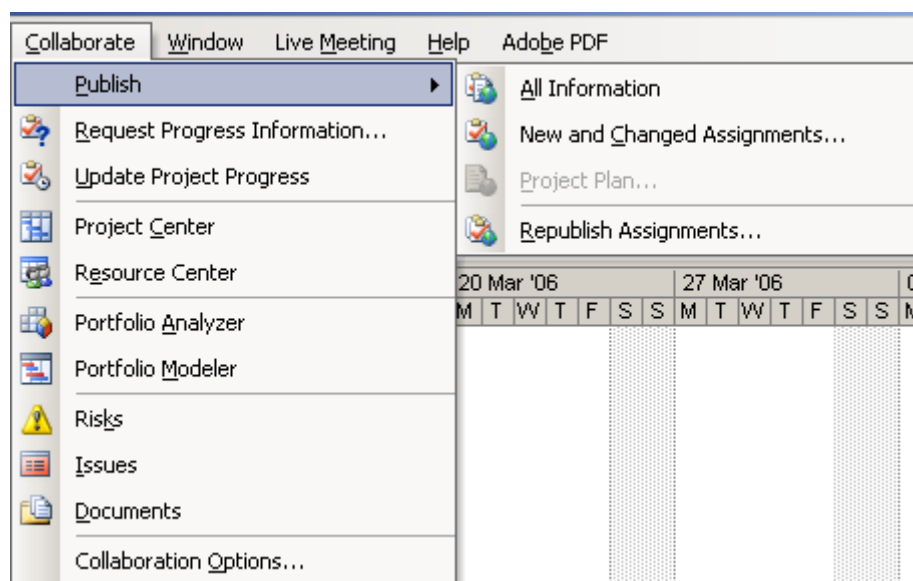 Collaborate Window Live Meeting Help Adobe PDF
Publish
All Information
New and Changed Assignments...
Project Plan...
Republish Assignments...
Request Progress Information...
Update Project Progress
Project Center
Resource Center
Portfolio Analyzer
Portfolio Modeler
Risks
Issues
Documents
Collaboration Options...
20 Mar '06 27 Mar '06
M T W T F S S M T W T F S S